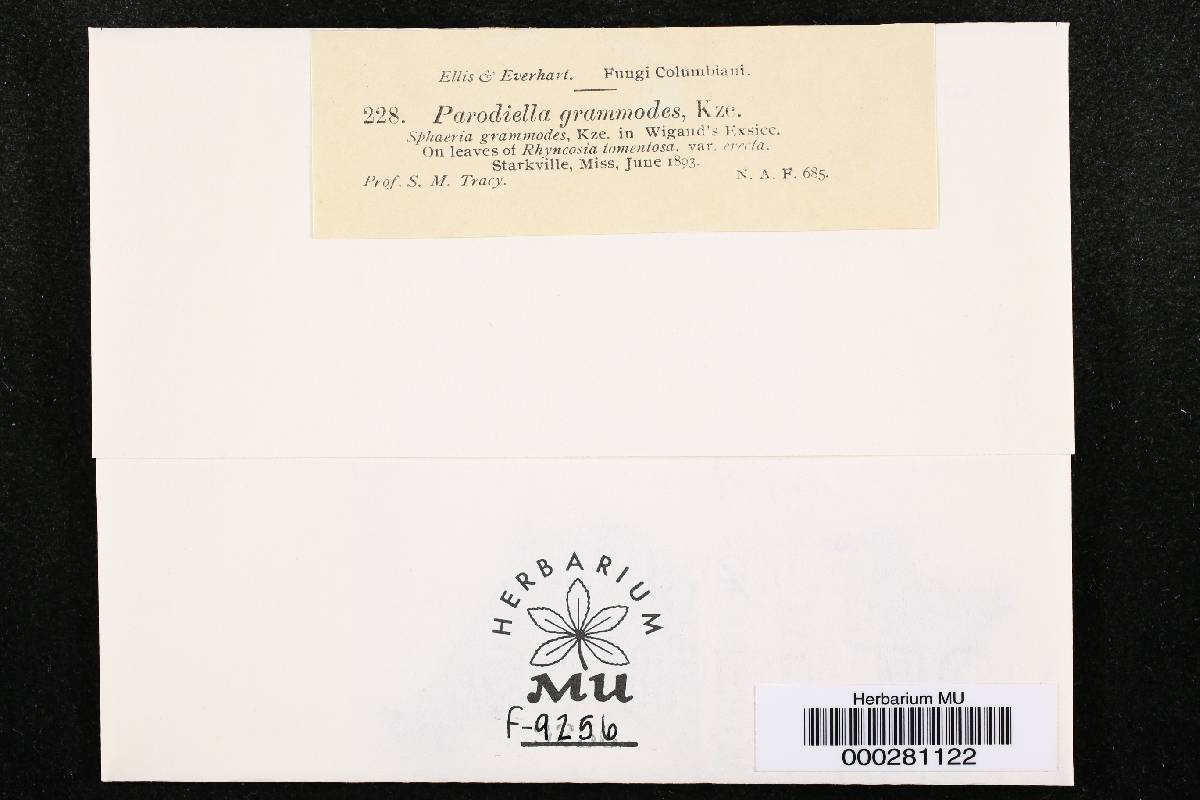 Ellis & Everhart. Fungi Columbiani.
228. Parodiella grammodes, Kze.
Sphaeria grammodes, Kze. in Wigand's Exsicc.
On leaves of Rhyncosia tomentosa. var. erecta.
Starkville, Miss, June 1893.
Prof. S. M. Tracy. N. A. F. 685.
HERBARIUM
MU
F-9256
Herbarium MU
000281122